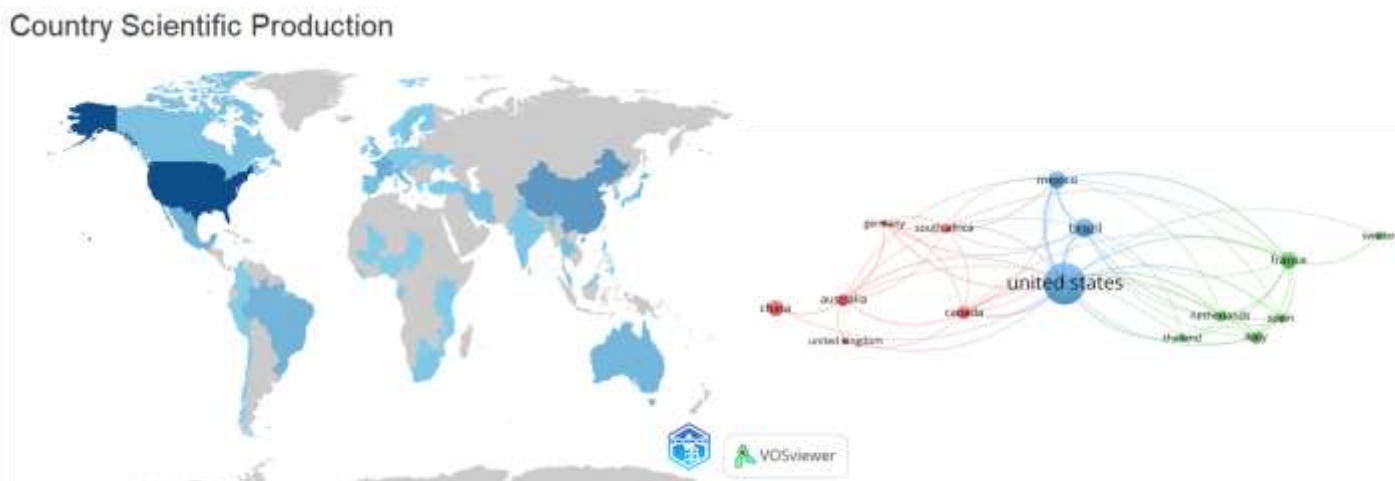 Country Scientific Production
mexico
germany
south africa
brazil
sweden
france
united states
china
australia
canada
netherlands
spain
thailand
italy
united kingdom
VOSviewer